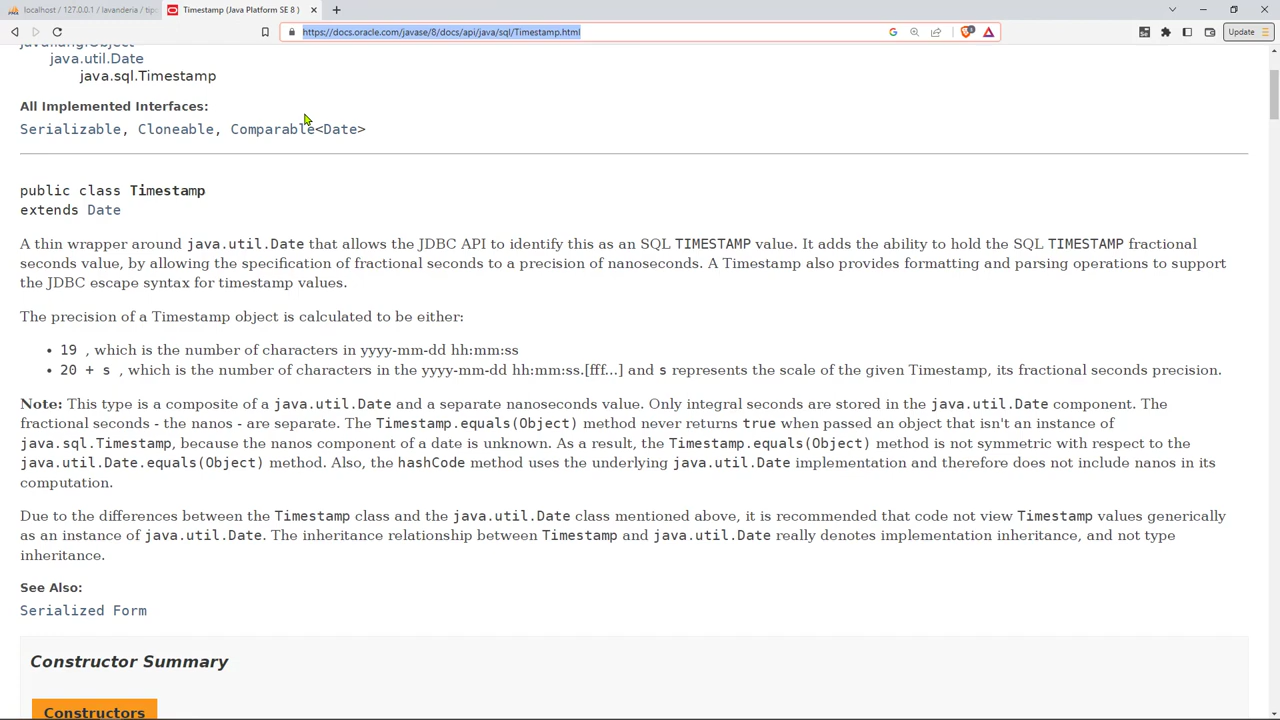 localhost / 127.0.0.1 / lavanderia / tip
Timestamp (Java Platform SE 8 )
https://docs.oracle.com/javase/8/docs/api/java/sql/Timestamp.html
Update
java.lang.Object
java.util.Date
java.sql.Timestamp
All Implemented Interfaces:
Serializable, Cloneable, Comparable<Date>
public class Timestamp
extends Date
A thin wrapper around java.util.Date that allows the JDBC API to identify this as an SQL TIMESTAMP value. It adds the ability to hold the SQL TIMESTAMP fractional
seconds value, by allowing the specification of fractional seconds to a precision of nanoseconds. A Timestamp also provides formatting and parsing operations to support
the JDBC escape syntax for timestamp values.
The precision of a Timestamp object is calculated to be either:
• 19 , which is the number of characters in yyyy-mm-dd hh:mm:ss
• 20 + s , which is the number of characters in the yyyy-mm-dd hh:mm:ss.[fff...] and s represents the scale of the given Timestamp, its fractional seconds precision.
Note: This type is a composite of a java.util.Date and a separate nanoseconds value. Only integral seconds are stored in the java.util.Date component. The
fractional seconds - the nanos - are separate. The Timestamp.equals(Object) method never returns true when passed an object that isn't an instance of
java.sql.Timestamp, because the nanos component of a date is unknown. As a result, the Timestamp.equals(Object) method is not symmetric with respect to the
java.util.Date.equals(Object) method. Also, the hashCode method uses the underlying java.util.Date implementation and therefore does not include nanos in its
computation.
Due to the differences between the Timestamp class and the java.util.Date class mentioned above, it is recommended that code not view Timestamp values generically
as an instance of java.util.Date. The inheritance relationship between Timestamp and java.util.Date really denotes implementation inheritance, and not type
inheritance.
See Also:
Serialized Form
Constructor Summary
Constructors